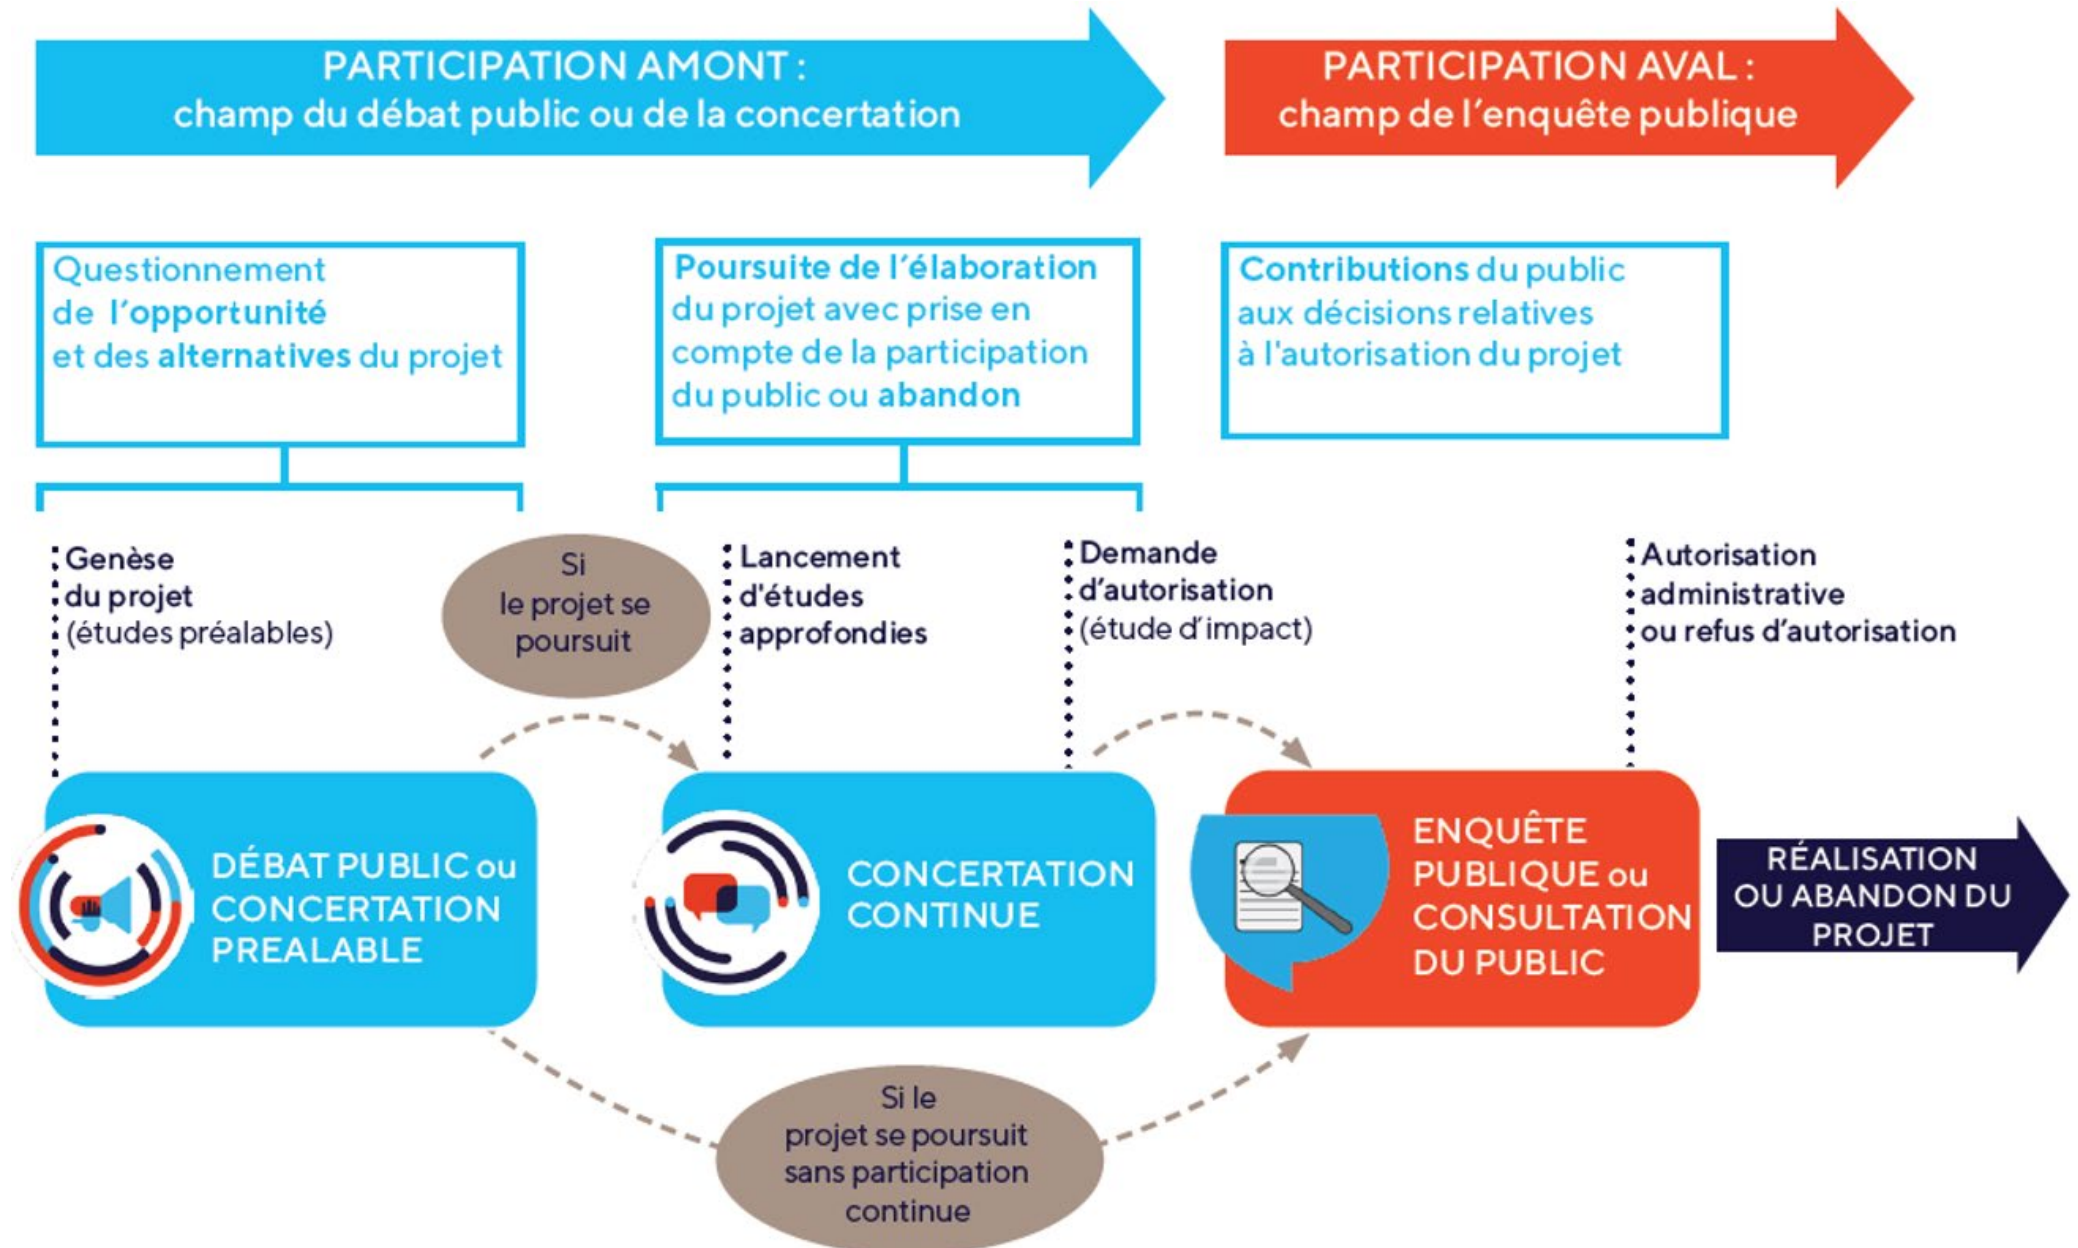 PARTICIPATION AMONT :
champ du débat public ou de la concertation
PARTICIPATION AVAL :
champ de l'enquête publique
Questionnement
de l'opportunité
et des alternatives du projet
Poursuite de l'élaboration
du projet avec prise en
compte de la participation
du public ou abandon
Contributions du public
aux décisions relatives
à l'autorisation du projet
Genèse
du projet
(études préalables)
Si
le projet se
poursuit
Lancement
d'études
approfondies
Demande
d'autorisation
(étude d'impact)
Autorisation
administrative
ou refus d'autorisation
DÉBAT PUBLIC ou
CONCERTATION
PREALABLE
CONCERTATION
CONTINUE
ENQUÊTE
PUBLIQUE ou
CONSULTATION
DU PUBLIC
RÉALISATION
OU ABANDON DU
PROJET
Si le
projet se poursuit
sans participation
continue